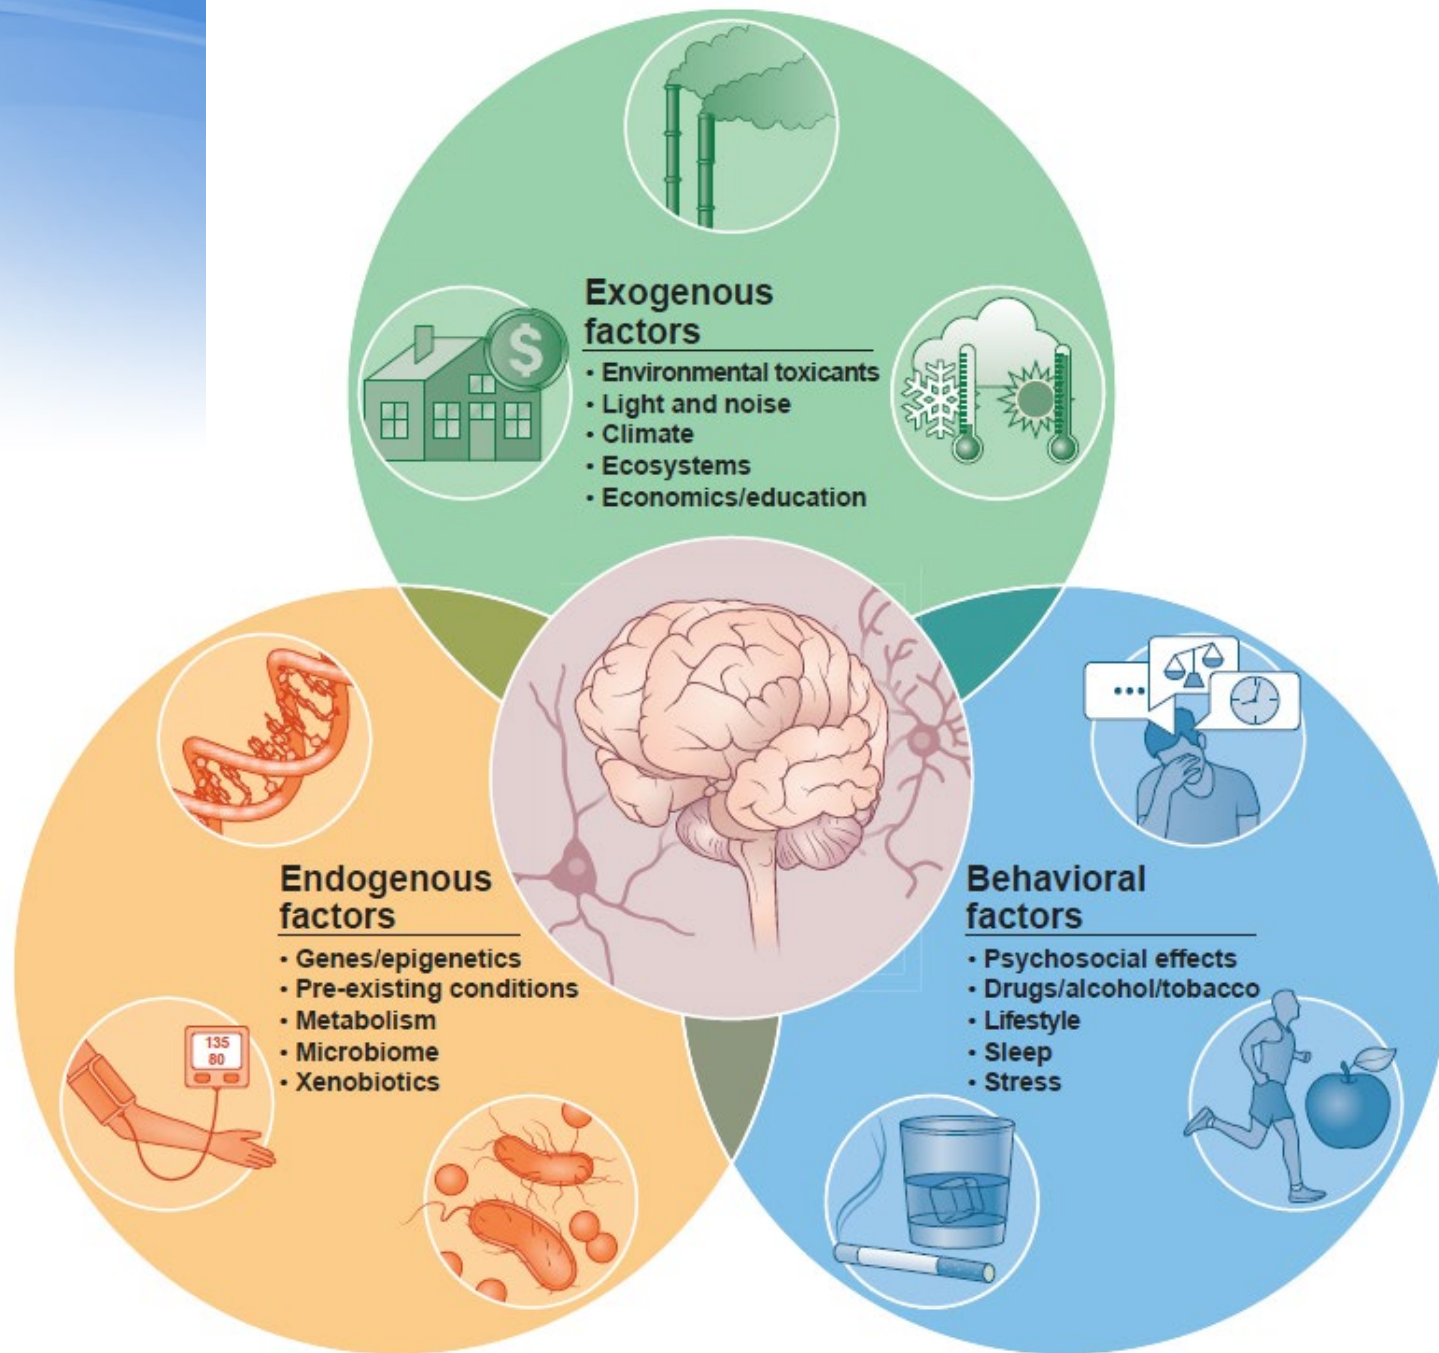 $
Exogenous
factors
• Environmental toxicants
• Light and noise
• Climate
• Ecosystems
• Economics/education
Endogenous
factors
• Genes/epigenetics
• Pre-existing conditions
• Metabolism
• Microbiome
• Xenobiotics
135
80
Behavioral
factors
• Psychosocial effects
• Drugs/alcohol/tobacco
• Lifestyle
• Sleep
• Stress